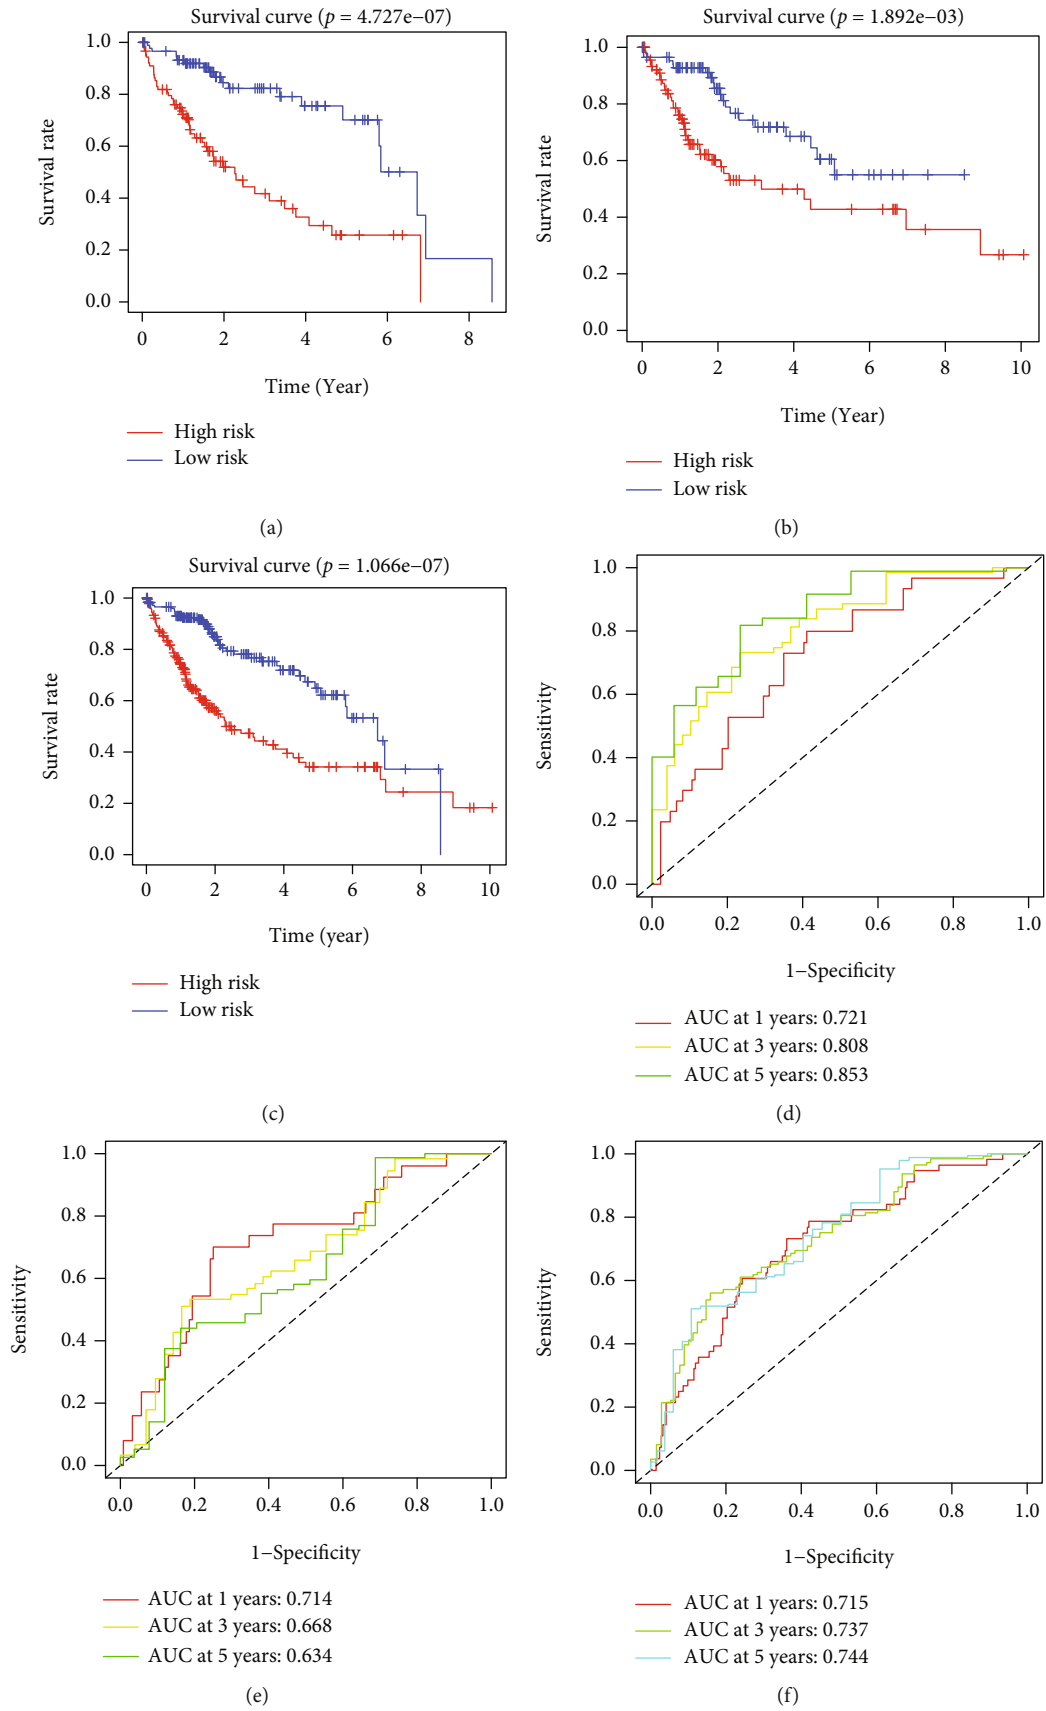 Survival curve (p = 4.727e−07)
1.0
0.8
0.6
0.4
0.2
0.0
Survival rate
0 2 4 6 8
Time (Year)
High risk
Low risk
(a)
Survival curve (p = 1.892e−03)
1.0
0.8
0.6
0.4
0.2
0.0
Survival rate
0 2 4 6 8 10
Time (Year)
High risk
Low risk
(b)
Survival curve (p = 1.066e−07)
1.0
0.8
0.6
0.4
0.2
0.0
Survival rate
0 2 4 6 8 10
Time (year)
High risk
Low risk
(c)
1.0
0.8
0.6
0.4
0.2
0.0
Sensitivity
0.0 0.2 0.4 0.6 0.8 1.0
1−Specificity
AUC at 1 years: 0.721
AUC at 3 years: 0.808
AUC at 5 years: 0.853
(d)
1.0
0.8
0.6
0.4
0.2
0.0
Sensitivity
0.0 0.2 0.4 0.6 0.8 1.0
1−Specificity
AUC at 1 years: 0.714
AUC at 3 years: 0.668
AUC at 5 years: 0.634
(e)
1.0
0.8
0.6
0.4
0.2
0.0
Sensitivity
0.0 0.2 0.4 0.6 0.8 1.0
1−Specificity
AUC at 1 years: 0.715
AUC at 3 years: 0.737
AUC at 5 years: 0.744
(f)